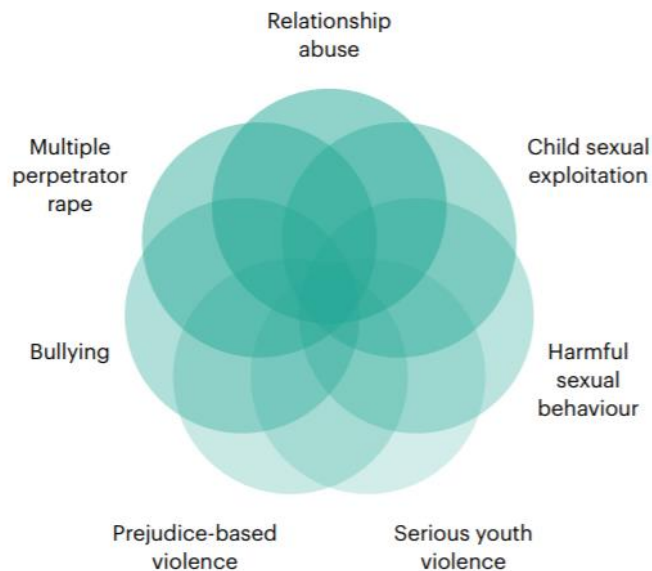 Relationship
abuse
Multiple
perpetrator
rape
Child sexual
exploitation
Bullying
Harmful
sexual
behaviour
Prejudice-based
violence
Serious youth
violence